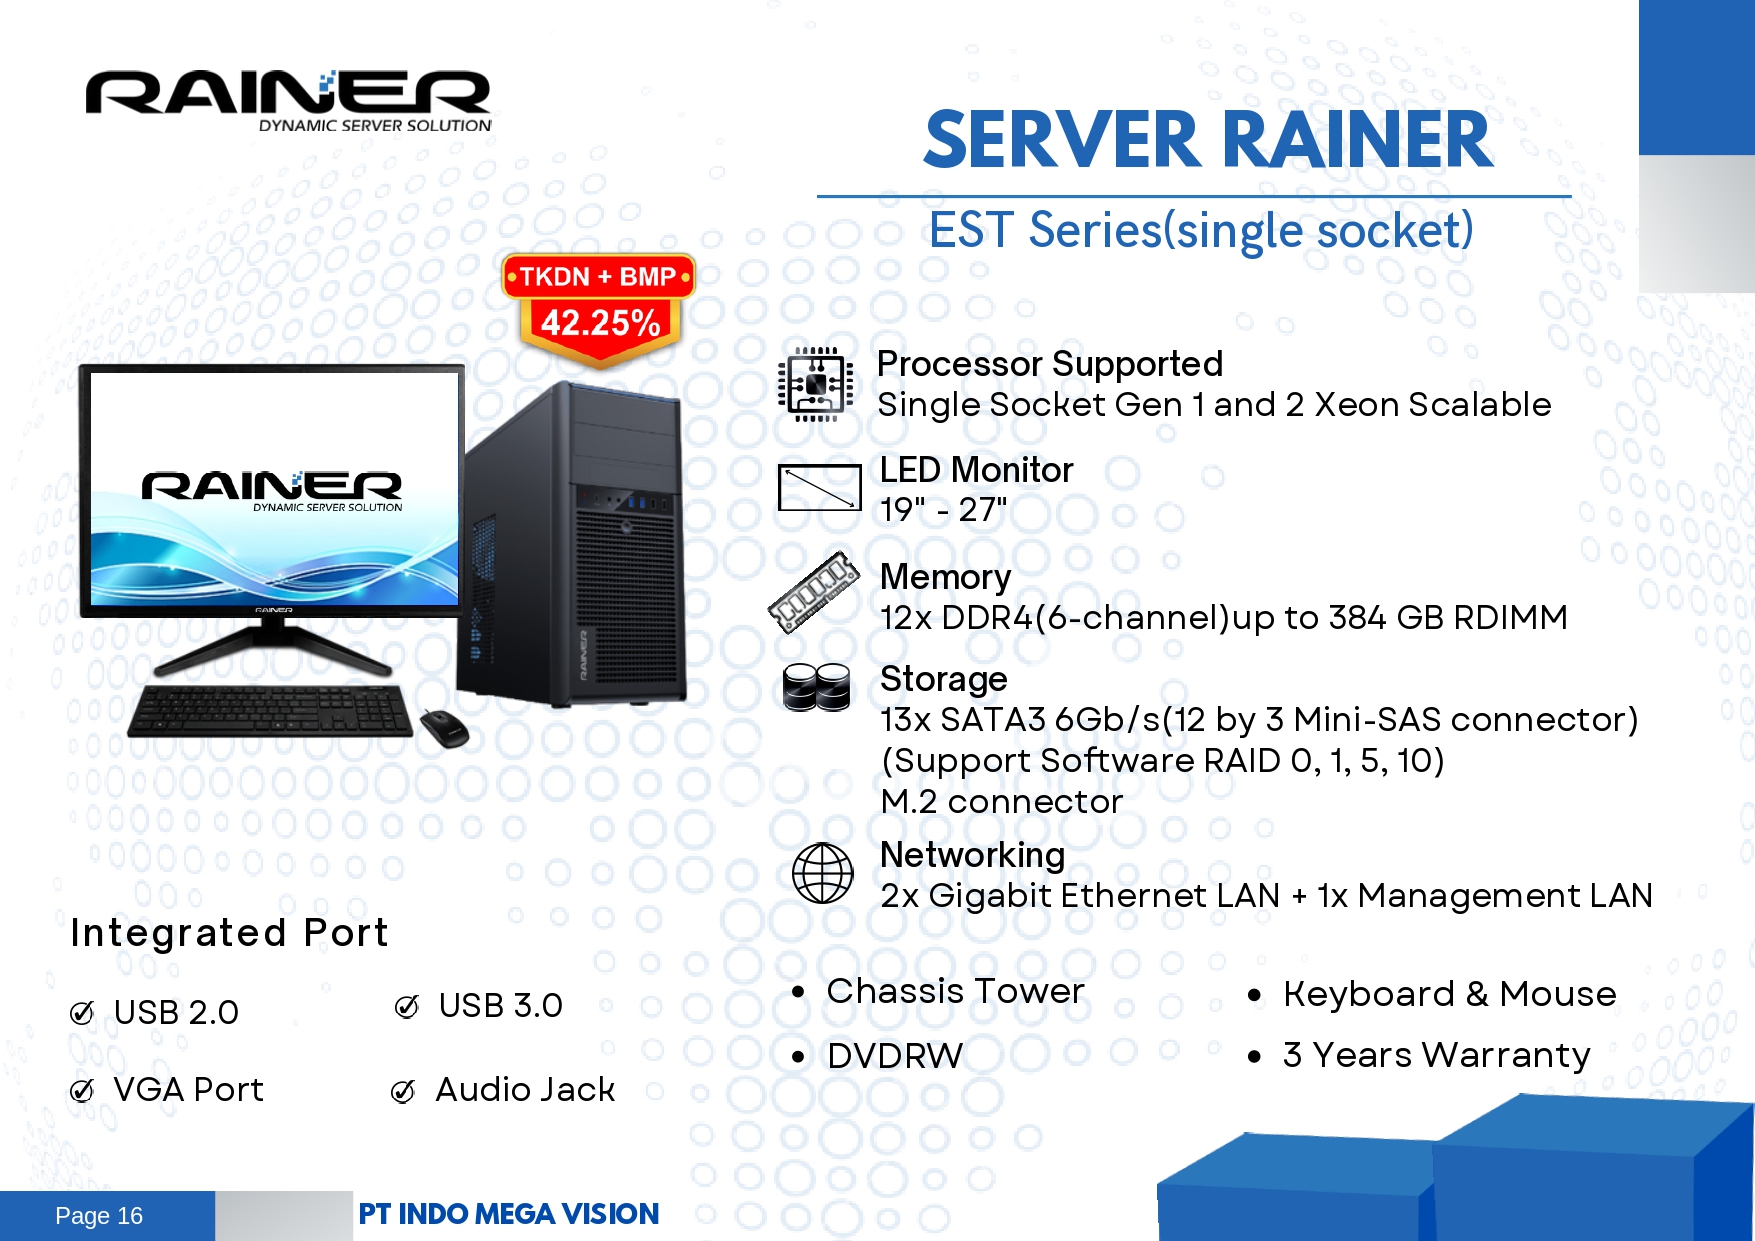 RAINER
DYNAMIC SERVER SOLUTION
SERVER RAINER
EST Series(single socket)
TKDN + BMP
42.25%
RAINER
DYNAMIC SERVER SOLUTION
RAINER
RAINER
Processor Supported
Single Socket Gen 1 and 2 Xeon Scalable
LED Monitor
19" - 27"
Memory
12x DDR4(6-channel)up to 384 GB RDIMM
Storage
13x SATA3 6Gb/s(12 by 3 Mini-SAS connector)
(Support Software RAID 0, 1, 5, 10)
M.2 connector
Networking
2x Gigabit Ethernet LAN + 1x Management LAN
Integrated Port
USB 2.0
USB 3.0
VGA Port
Audio Jack
• Chassis Tower
• Keyboard & Mouse
• DVDRW
• 3 Years Warranty
Page 16
PT INDO MEGA VISION